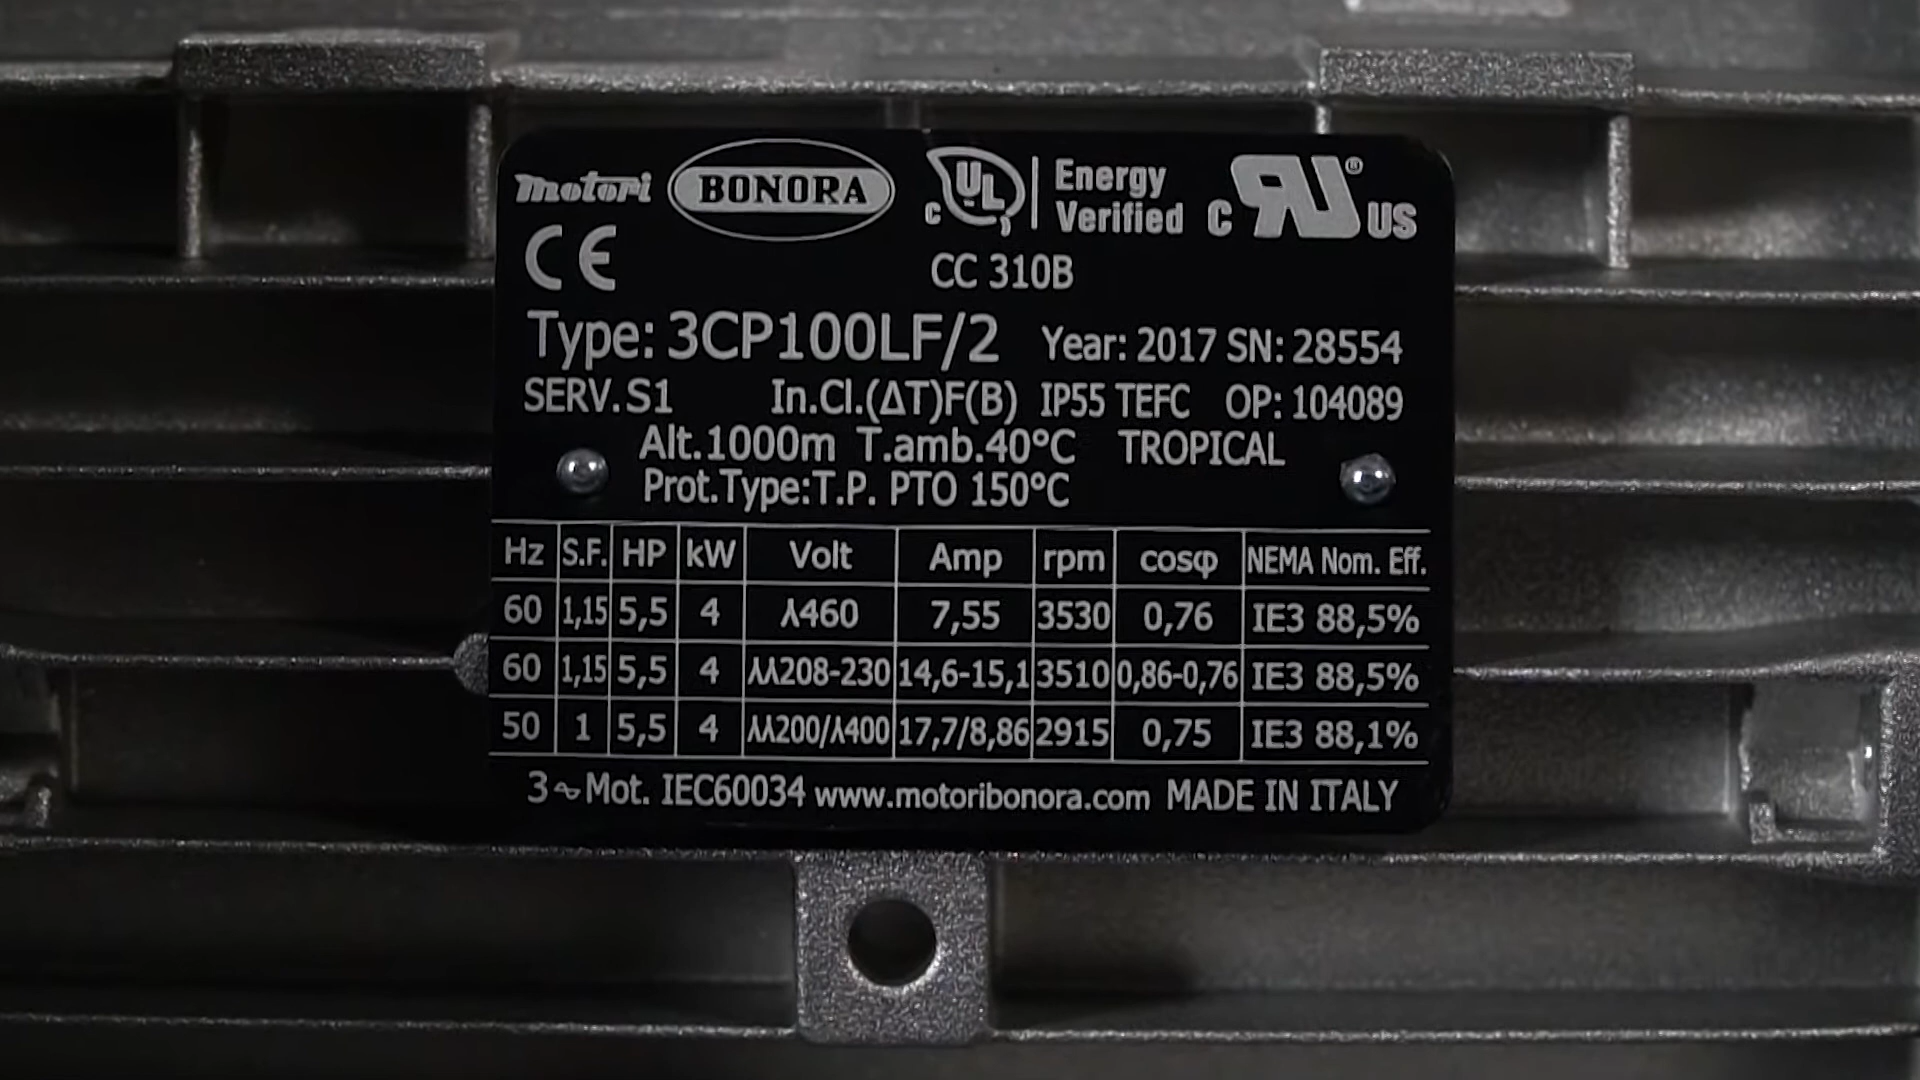 motori BONORA c UL Energy Verified c RU ® US
CE CC 310B
Type: 3CP100LF/2 Year: 2017 SN: 28554
SERV.S1 In.Cl.(ΔT)F(B) IP55 TEFC OP: 104089
Alt.1000m T.amb.40°C TROPICAL
Prot.Type:T.P. PTO 150°C
Hz S.F. HP kW Volt Amp rpm cosφ NEMA Nom. Eff.
60 1,15 5,5 4 ⅄460 7,55 3530 0,76 IE3 88,5%
60 1,15 5,5 4 ⅄⅄208-230 14,6-15,1 3510 0,86-0,76 IE3 88,5%
50 1 5,5 4 ⅄⅄200/⅄400 17,7/8,86 2915 0,75 IE3 88,1%
3~Mot. IEC60034 www.motoribonora.com MADE IN ITALY